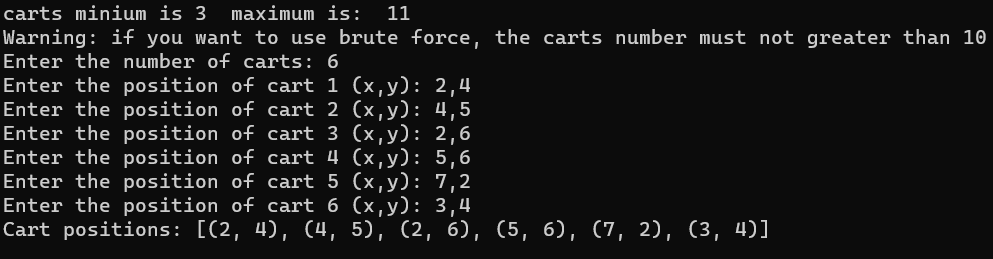 carts minium is 3  maximum is:  11
Warning: if you want to use brute force, the carts number must not greater than 10
Enter the number of carts: 6
Enter the position of cart 1 (x,y): 2,4
Enter the position of cart 2 (x,y): 4,5
Enter the position of cart 3 (x,y): 2,6
Enter the position of cart 4 (x,y): 5,6
Enter the position of cart 5 (x,y): 7,2
Enter the position of cart 6 (x,y): 3,4
Cart positions: [(2, 4), (4, 5), (2, 6), (5, 6), (7, 2), (3, 4)]